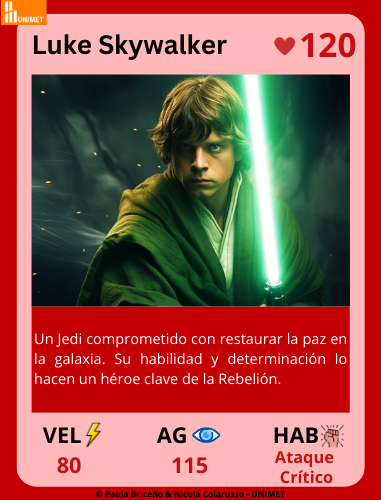 UNIMET
Luke Skywalker
120
Un Jedi comprometido con restaurar la paz en
la galaxia. Su habilidad y determinación lo
hacen un héroe clave de la Rebelión.
VEL AG HAB
80 115 Ataque
Crítico
© Paula Briceño & Nicola Colarusso - UNIMET